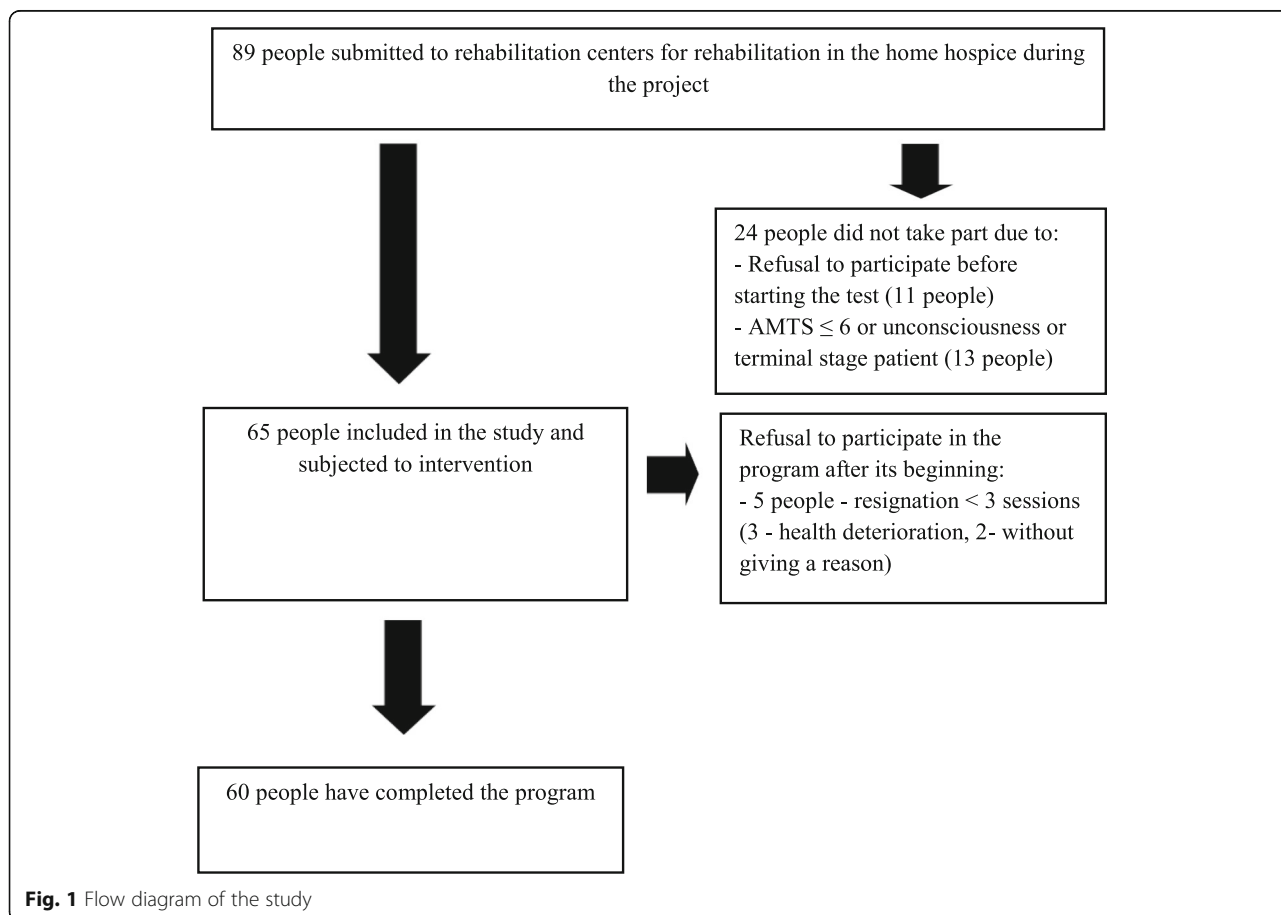 89 people submitted to rehabilitation centers for rehabilitation in the home hospice during
the project
24 people did not take part due to:
- Refusal to participate before
starting the test (11 people)
- AMTS ≤ 6 or unconsciousness or
terminal stage patient (13 people)
65 people included in the study and
subjected to intervention
Refusal to participate in the
program after its beginning:
- 5 people - resignation < 3 sessions
(3 - health deterioration, 2- without
giving a reason)
60 people have completed the program
Fig. 1 Flow diagram of the study